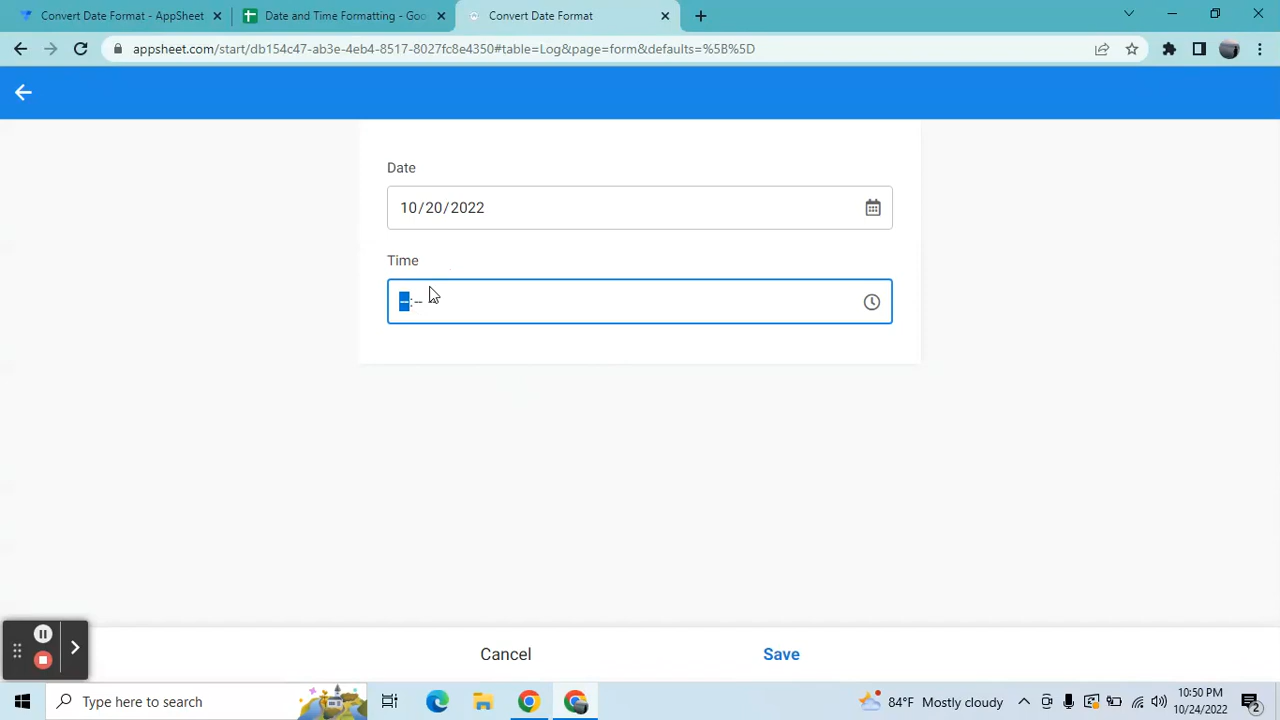 Convert Date Format - AppSheet
Date and Time Formatting - Goo
Convert Date Format
appsheet.com/start/db154c47-ab3e-4eb4-8517-8027fc8e4350#table=Log&page=form&defaults=%5B%5D
Date
10/20/2022
Time
--:--
Cancel
Save
Type here to search
84°F Mostly cloudy
10:50 PM
10/24/2022
2